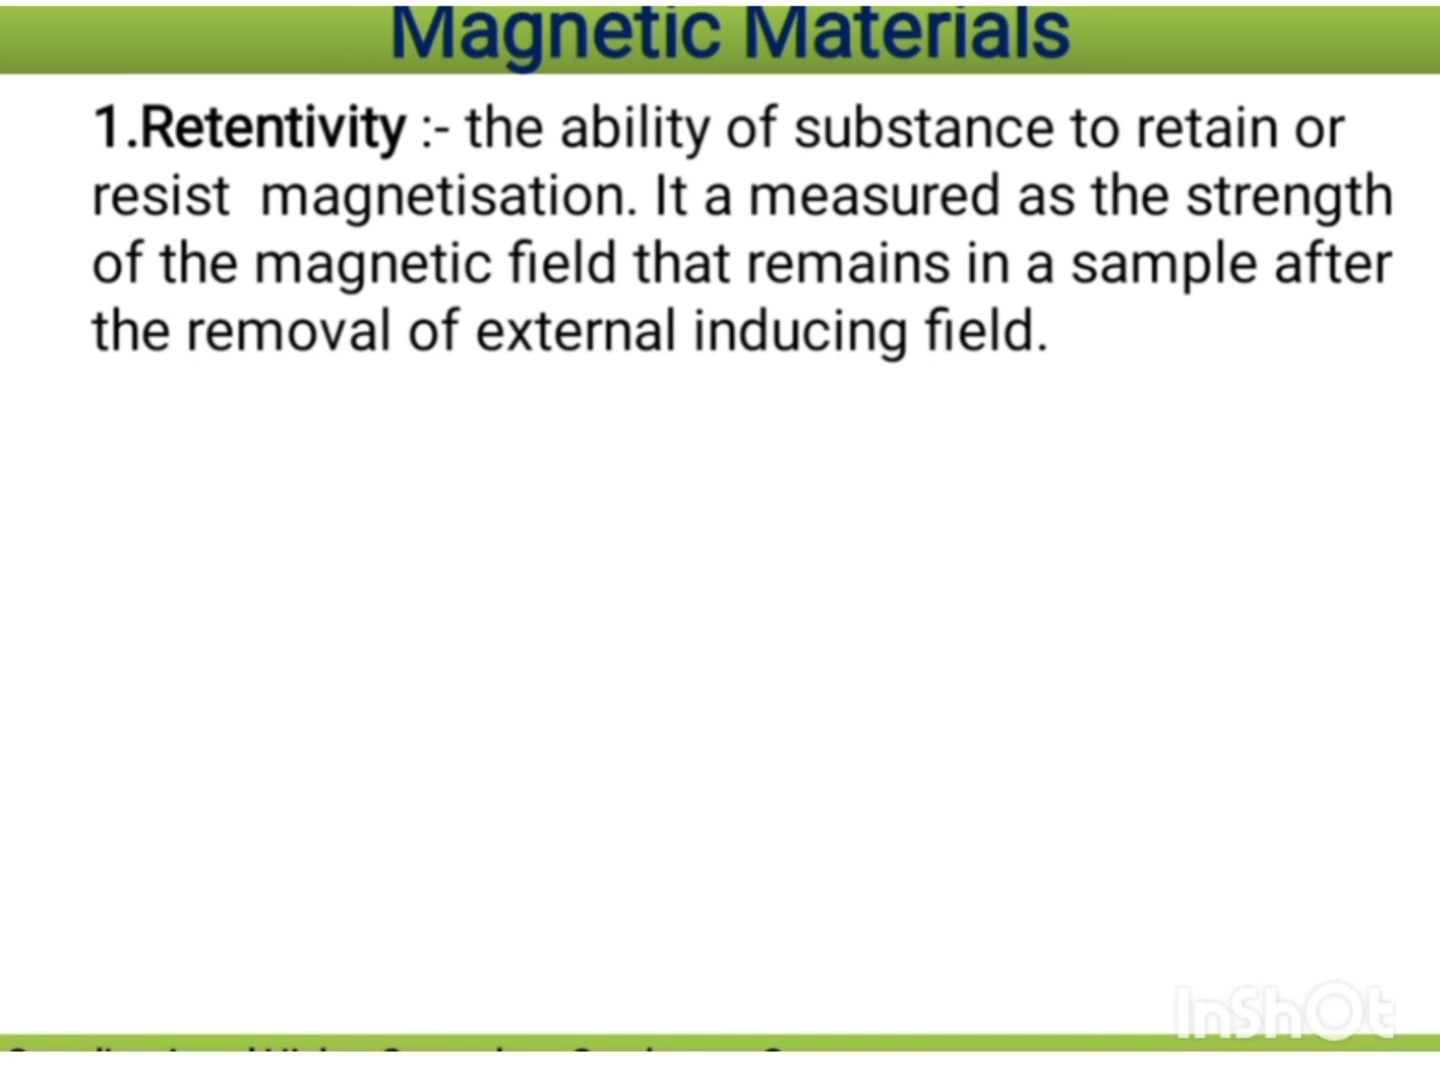 Magnetic Materials
1.Retentivity :- the ability of substance to retain or
resist magnetisation. It a measured as the strength
of the magnetic field that remains in a sample after
the removal of external inducing field.
InShOt